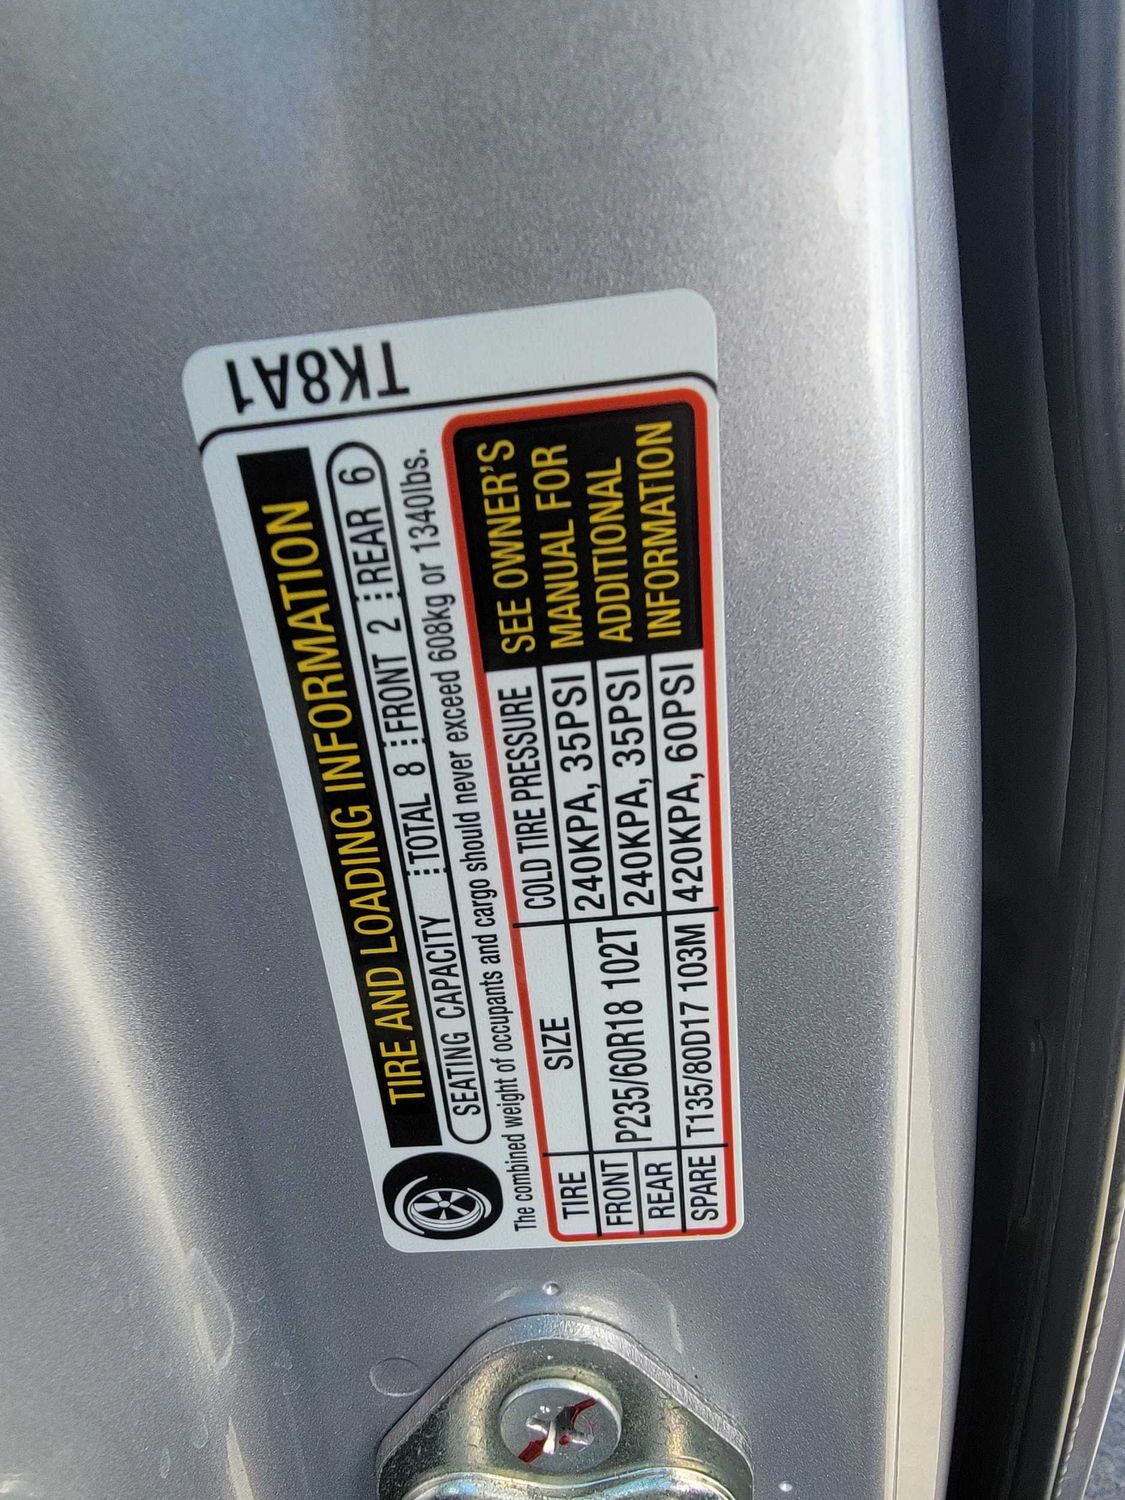 TK8A1
TIRE AND LOADING INFORMATION
SEATING CAPACITY TOTAL 8 FRONT 2 REAR 6
The combined weight of occupants and cargo should never exceed 608kg or 1340lbs.
TIRE SIZE COLD TIRE PRESSURE
FRONT P235/60R18 102T 240KPA, 35PSI
REAR 240KPA, 35PSI
SPARE T135/80D17 103M 420KPA, 60PSI
SEE OWNER'S
MANUAL FOR
ADDITIONAL
INFORMATION